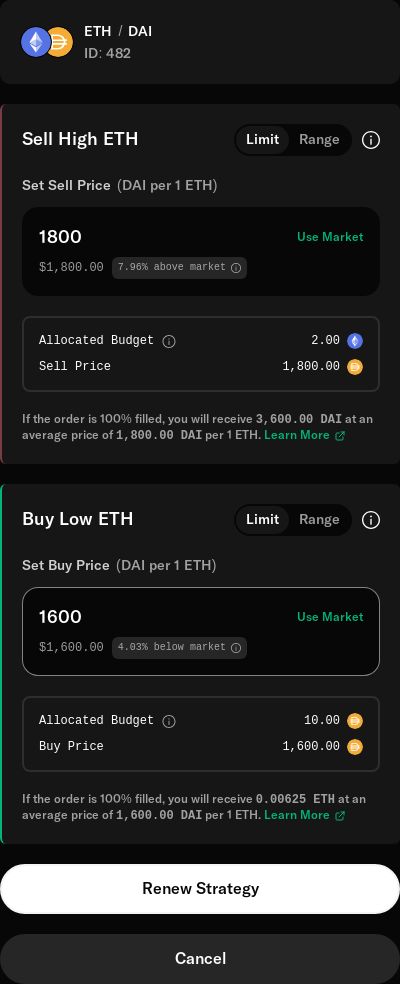 ETH / DAI
ID: 482
Sell High ETH
Limit
Range
Set Sell Price (DAI per 1 ETH)
1800
Use Market
$1,800.00
7.96% above market
Allocated Budget
2.00
Sell Price
1,800.00
If the order is 100% filled, you will receive 3,600.00 DAI at an
average price of 1,800.00 DAI per 1 ETH. Learn More
Buy Low ETH
Limit
Range
Set Buy Price (DAI per 1 ETH)
1600
Use Market
$1,600.00
4.03% below market
Allocated Budget
10.00
Buy Price
1,600.00
If the order is 100% filled, you will receive 0.00625 ETH at an
average price of 1,600.00 DAI per 1 ETH. Learn More
Renew Strategy
Cancel